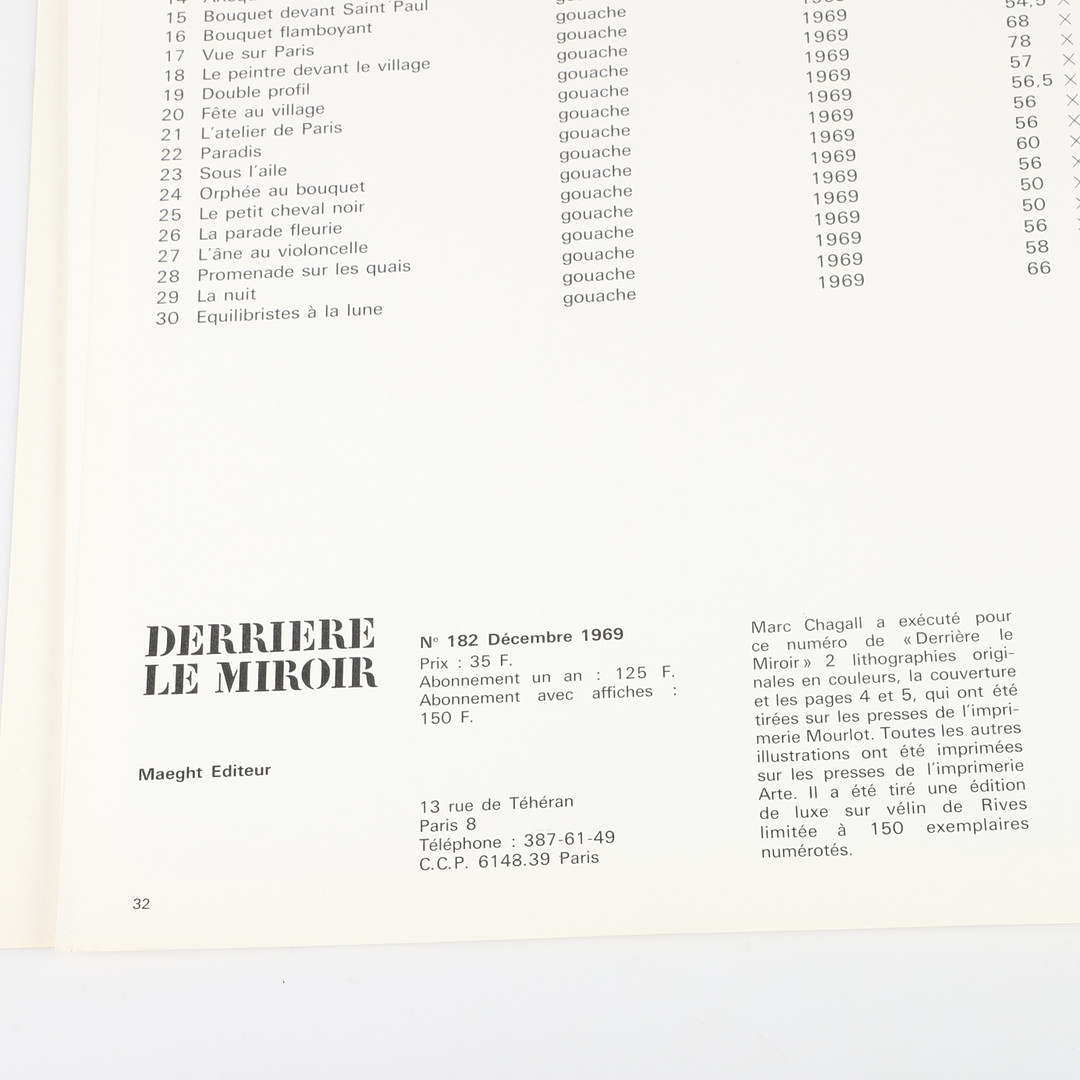 15 Bouquet devant Saint Paul
16 Bouquet flamboyant gouache
17 Vue sur Paris gouache 1969 54,5 ×
18 Le peintre devant le village gouache 1969 68 ×
19 Double profil gouache 1969 78 ×
20 Fête au village gouache 1969 57 ×
21 L'atelier de Paris gouache 1969 56,5 ×
22 Paradis gouache 1969 56 ×
23 Sous l'aile gouache 1969 56 ×
24 Orphée au bouquet gouache 1969 60 ×
25 Le petit cheval noir gouache 1969 56
26 La parade fleurie gouache 1969 50
27 L'âne au violoncelle gouache 1969 50
28 Promenade sur les quais gouache 1969 56
29 La nuit gouache 1969 58
30 Equilibristes à la lune gouache 1969 66
DERRIERE
LE MIROIR
Maeght Editeur
N° 182 Décembre 1969
Prix : 35 F.
Abonnement un an : 125 F.
Abonnement avec affiches :
150 F.
13 rue de Téhéran
Paris 8
Téléphone : 387-61-49
C.C.P. 6148.39 Paris
Marc Chagall a exécuté pour
ce numéro de «Derrière le
Miroir» 2 lithographies origi-
nales en couleurs, la couverture
et les pages 4 et 5, qui ont été
tirées sur les presses de l'impri-
merie Mourlot. Toutes les autres
illustrations ont été imprimées
sur les presses de l'imprimerie
Arte. Il a été tiré une édition
de luxe sur vélin de Rives
limitée à 150 exemplaires
numérotés.
32